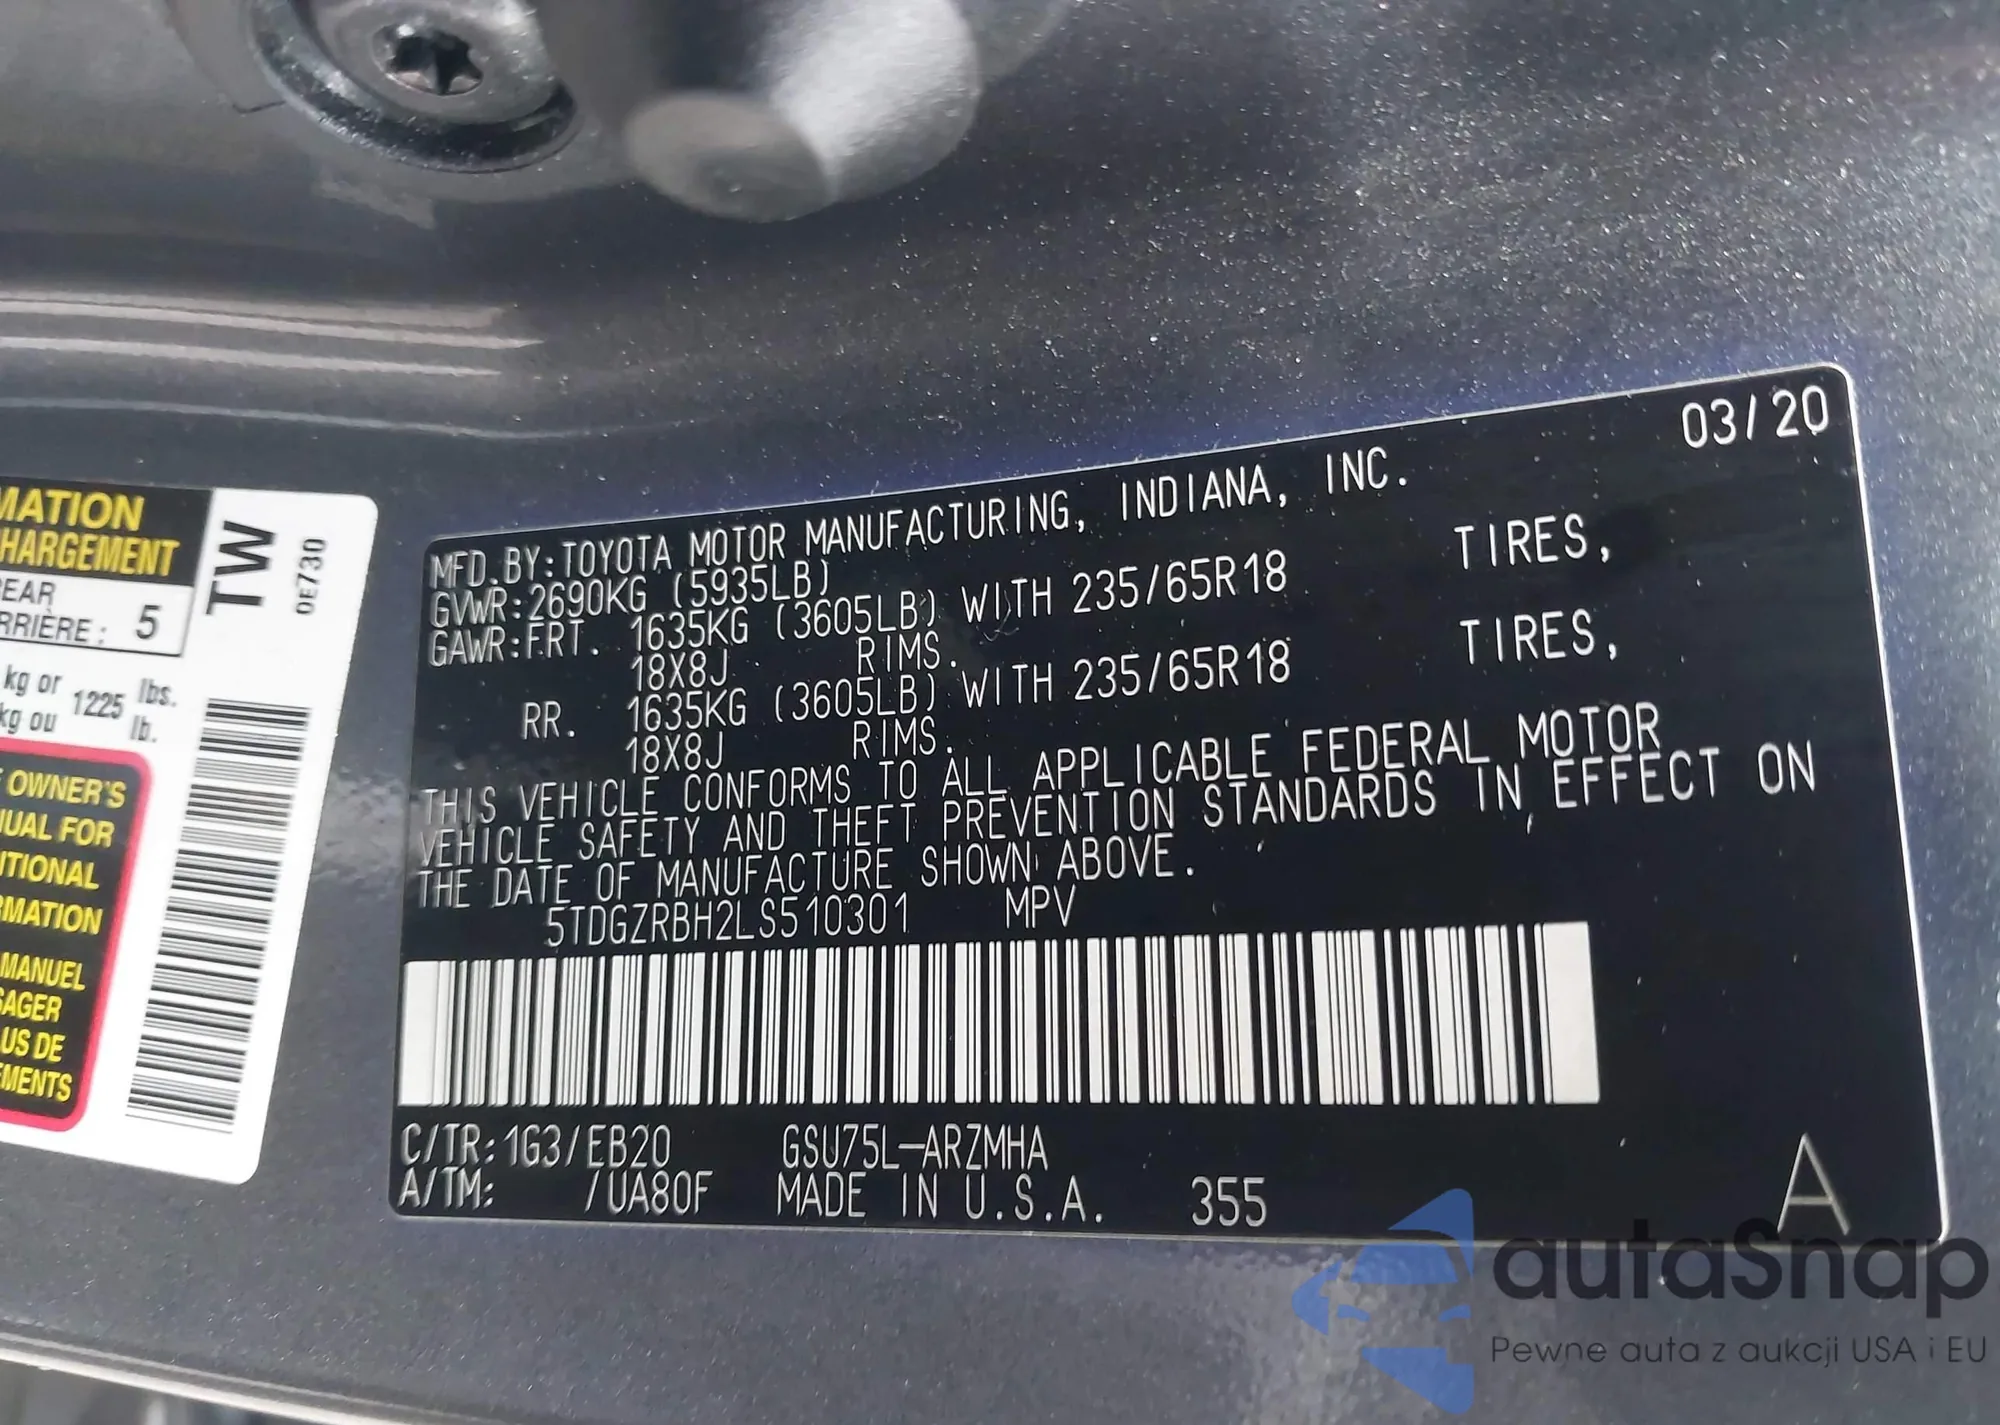 MATION
HARGEMENT
EAR
RRIÈRE: 5
kg or 1225 lbs.
kg ou lb.
OWNER'S
UAL FOR
ITIONAL
RMATION
MANUEL
SAGER
US DE
EMENTS
TW
0E730
03/20
MFD.BY:TOYOTA MOTOR MANUFACTURING, INDIANA, INC.
GVWR:2690KG (5935LB)
GAWR:FRT. 1635KG (3605LB) WITH 235/65R18 TIRES,
18X8J RIMS.
RR. 1635KG (3605LB) WITH 235/65R18 TIRES,
18X8J RIMS.
THIS VEHICLE CONFORMS TO ALL APPLICABLE FEDERAL MOTOR
VEHICLE SAFETY AND THEFT PREVENTION STANDARDS IN EFFECT ON
THE DATE OF MANUFACTURE SHOWN ABOVE.
5TDGZRBH2LS510301 MPV
C/TR:1G3/EB20 GSU75L-ARZMHA
A/TM: /UA80F MADE IN U.S.A. 355 A
autaSnap
Pewne auta z aukcji USA i EU